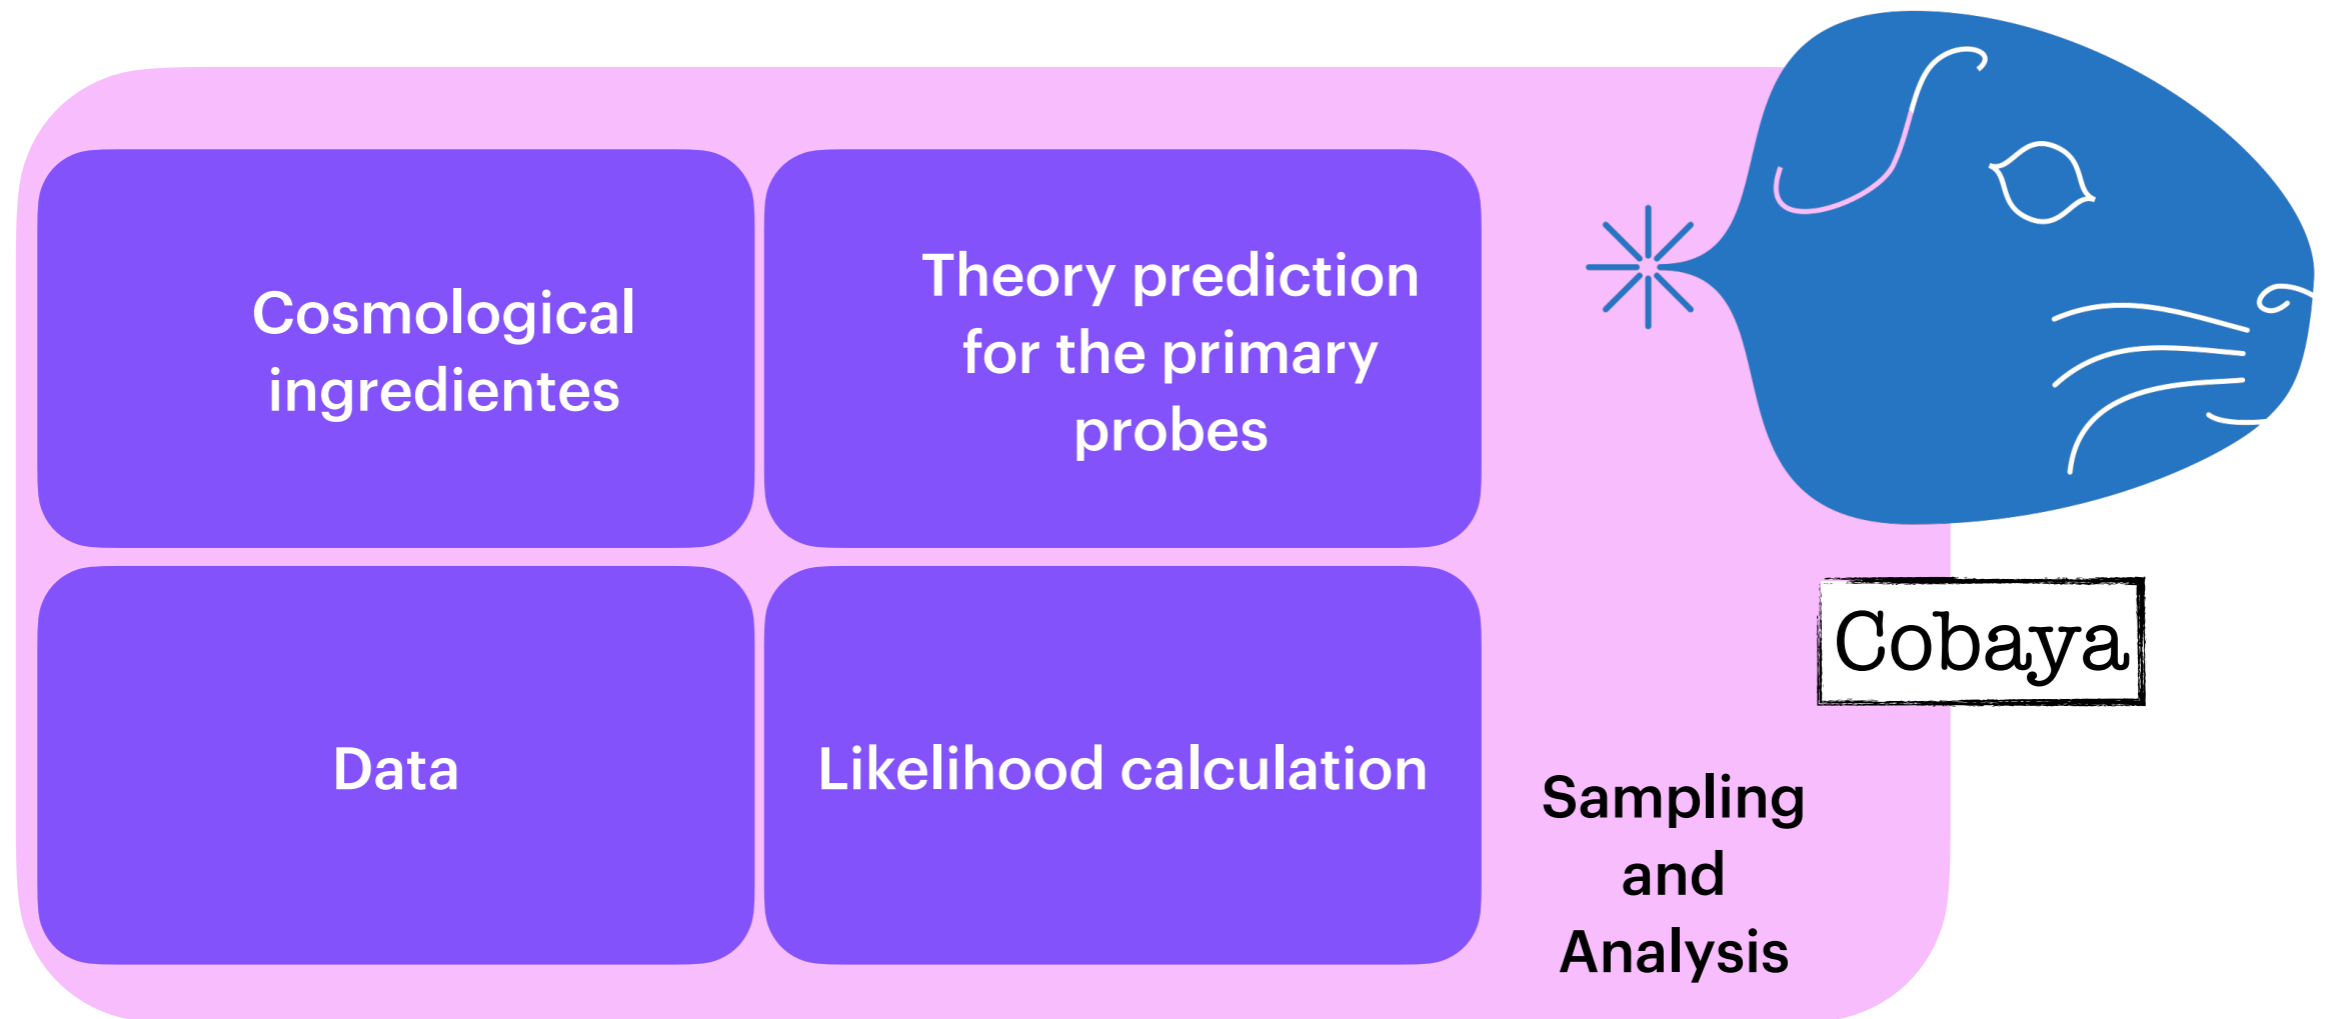 Cosmological
ingredientes
Theory prediction
for the primary
probes
Data
Likelihood calculation
Cobaya
Sampling
and
Analysis